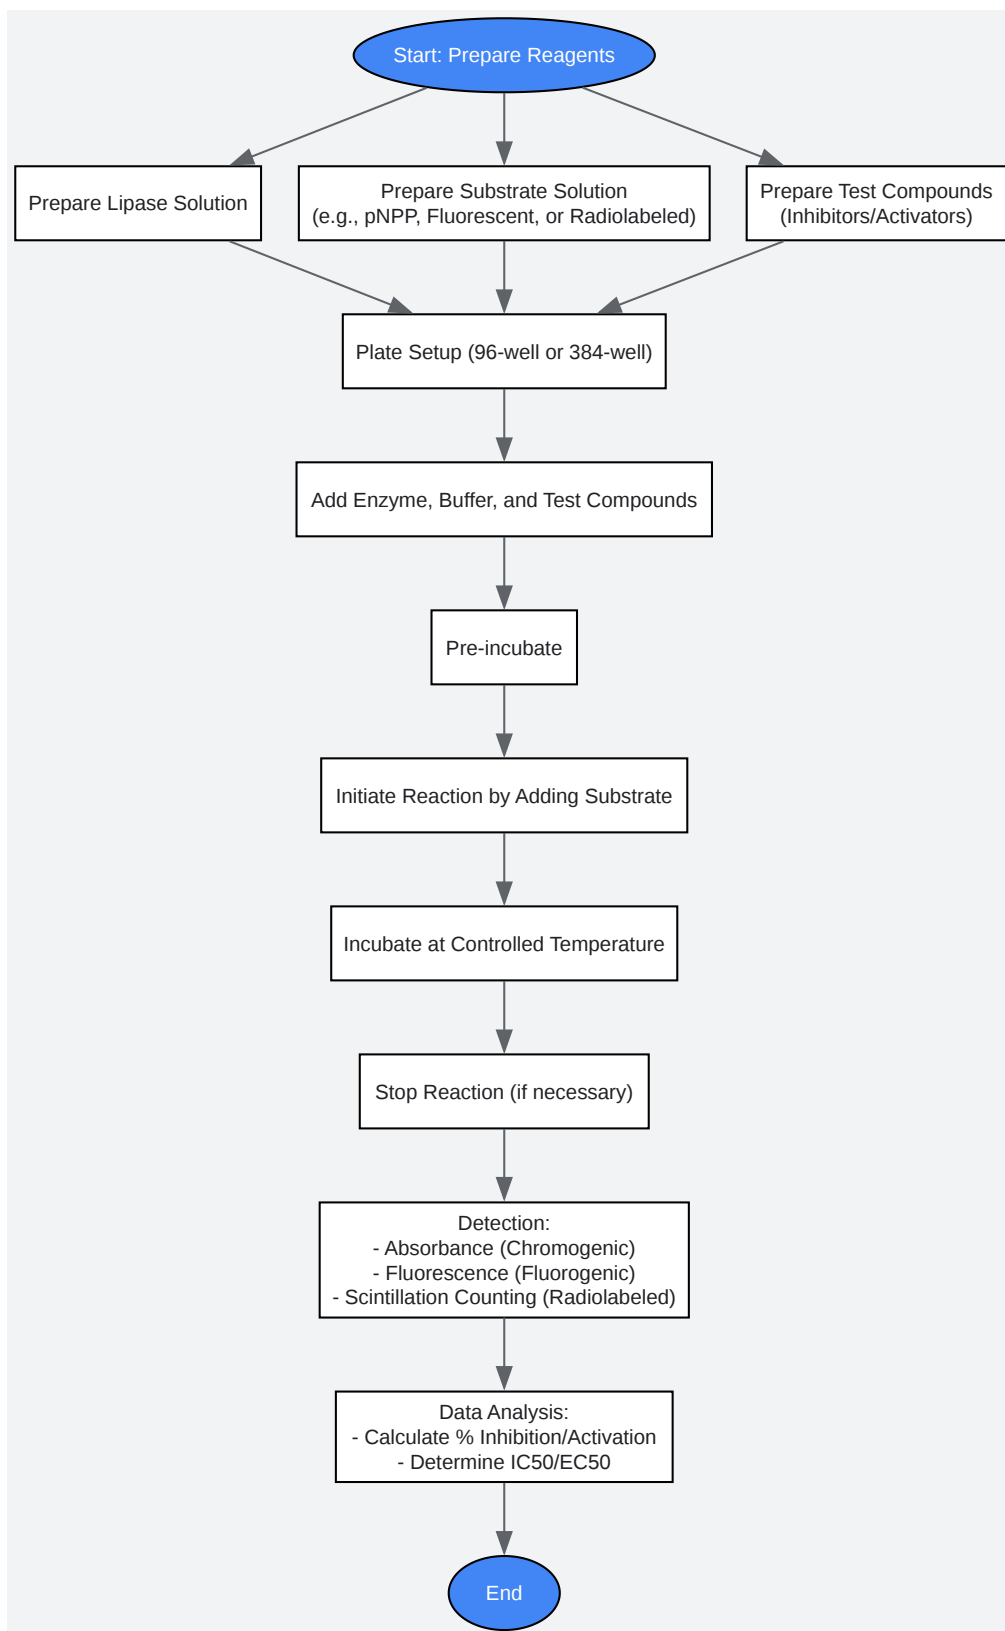 Start: Prepare Reagents
Prepare Lipase Solution
Prepare Substrate Solution
(e.g., pNPP, Fluorescent, or Radiolabeled)
Prepare Test Compounds
(Inhibitors/Activators)
Plate Setup (96-well or 384-well)
Add Enzyme, Buffer, and Test Compounds
Pre-incubate
Initiate Reaction by Adding Substrate
Incubate at Controlled Temperature
Stop Reaction (if necessary)
Detection:
- Absorbance (Chromogenic)
- Fluorescence (Fluorogenic)
- Scintillation Counting (Radiolabeled)
Data Analysis:
- Calculate % Inhibition/Activation
- Determine IC50/EC50
End